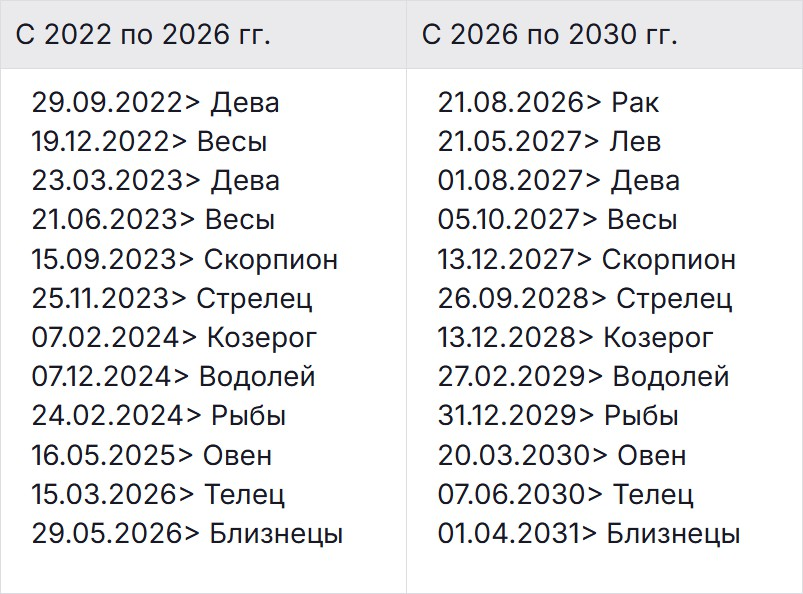 С 2022 по 2026 гг.
29.09.2022> Дева
19.12.2022> Весы
23.03.2023> Дева
21.06.2023> Весы
15.09.2023> Скорпион
25.11.2023> Стрелец
07.02.2024> Козерог
07.12.2024> Водолей
24.02.2024> Рыбы
16.05.2025> Овен
15.03.2026> Телец
29.05.2026> Близнецы
С 2026 по 2030 гг.
21.08.2026> Рак
21.05.2027> Лев
01.08.2027> Дева
05.10.2027> Весы
13.12.2027> Скорпион
26.09.2028> Стрелец
13.12.2028> Козерог
27.02.2029> Водолей
31.12.2029> Рыбы
20.03.2030> Овен
07.06.2030> Телец
01.04.2031> Близнецы